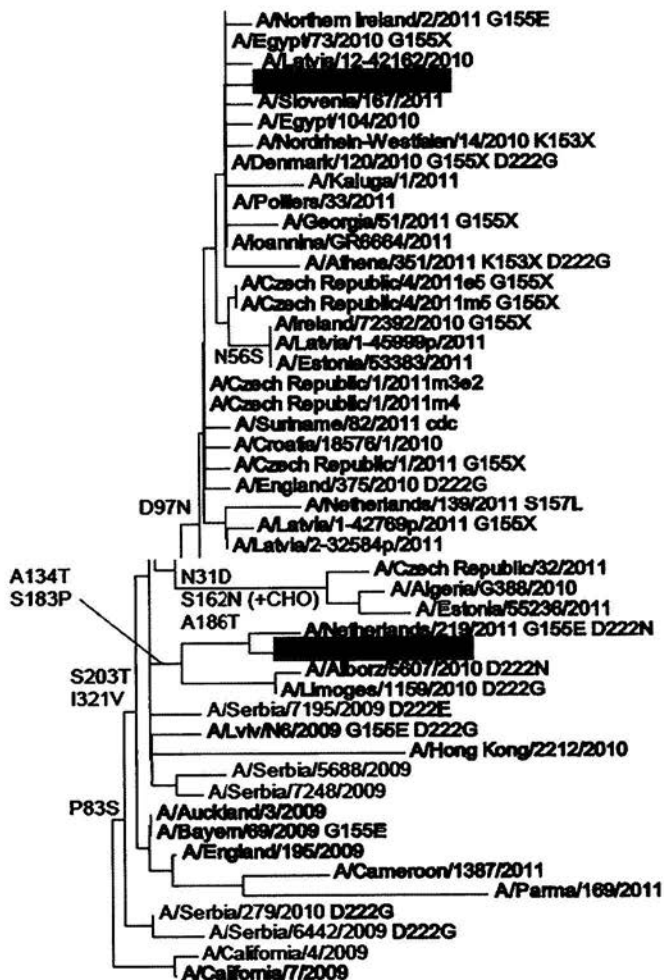 A/Northern Ireland/2/2011 G155E
A/Egypt/73/2010 G155X
A/Latvia/12-42162/2010
A/Slovenia/167/2011
A/Egypt/104/2010
A/Nordrhein-Westfalen/14/2010 K153X
A/Denmark/120/2010 G155X D222G
A/Kaluga/1/2011
A/Poitiers/33/2011
A/Georgia/51/2011 G155X
A/Ioannina/GR6664/2011
A/Athens/351/2011 K153X D222G
A/Czech Republic/4/2011e5 G155X
A/Czech Republic/4/2011m5 G155X
A/Ireland/72392/2010 G155X
N56S A/Latvia/1-45999p/2011
A/Estonia/53383/2011
A/Czech Republic/1/2011m3e2
A/Czech Republic/1/2011m4
A/Suriname/82/2011 cdc
A/Croatia/18576/1/2010
A/Czech Republic/1/2011 G155X
A/England/375/2010 D222G
D97N A/Netherlands/139/2011 S157L
A/Latvia/1-42769p/2011 G155X
A/Latvia/2-32584p/2011
A/Czech Republic/32/2011
A134T N31D A/Algeria/G388/2010
S183P S162N (+CHO) A/Estonia/55236/2011
A186T
A/Netherlands/219/2011 G155E D222N
A/Alborz/5607/2010 D222N
S203T A/Limoges/1159/2010 D222G
I321V A/Serbia/7195/2009 D222E
A/Lviv/N6/2009 G155E D222G
A/Hong Kong/2212/2010
A/Serbia/5688/2009
A/Serbia/7248/2009
P83S A/Auckland/3/2009
A/Bayern/69/2009 G155E
A/England/195/2009
A/Cameroon/1387/2011
A/Parma/169/2011
A/Serbia/279/2010 D222G
A/Serbia/6442/2009 D222G
A/California/4/2009
A/California/7/2009